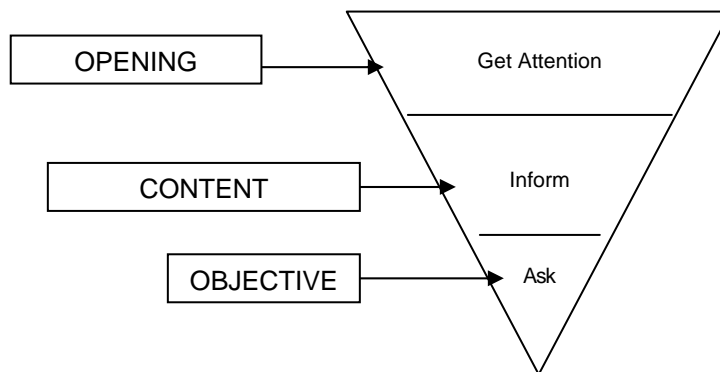 OPENING
Get Attention
CONTENT
Inform
OBJECTIVE
Ask